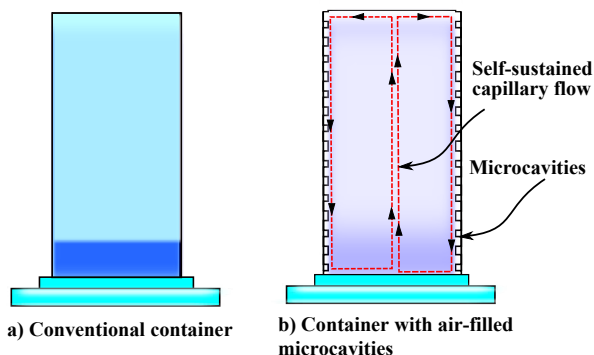 Self-sustained
capillary flow
Microcavities
a) Conventional container
b) Container with air-filled
microcavities